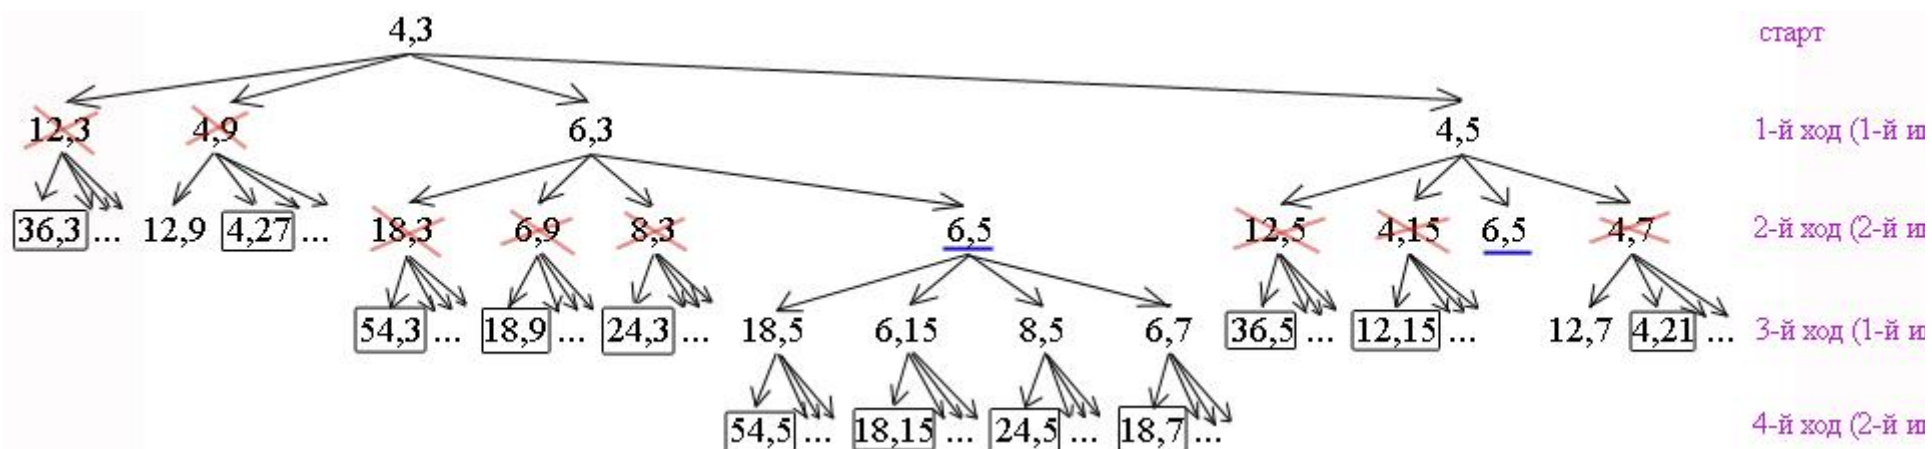 4,3 старт
12,3 4,9 6,3 4,5 1-й ход (1-й
36,3 ... 12,9 4,27 ... 18,3 6,9 8,3 6,5 12,5 4,15 6,5 4,7 2-й ход (2-й
54,3 ... 18,9 ... 24,3 ... 18,5 6,15 8,5 6,7 36,5 ... 12,15 ... 12,7 4,21 ... 3-й ход (1-й
54,5 ... 18,15 ... 24,5 ... 18,7 ... 4-й ход (2-й